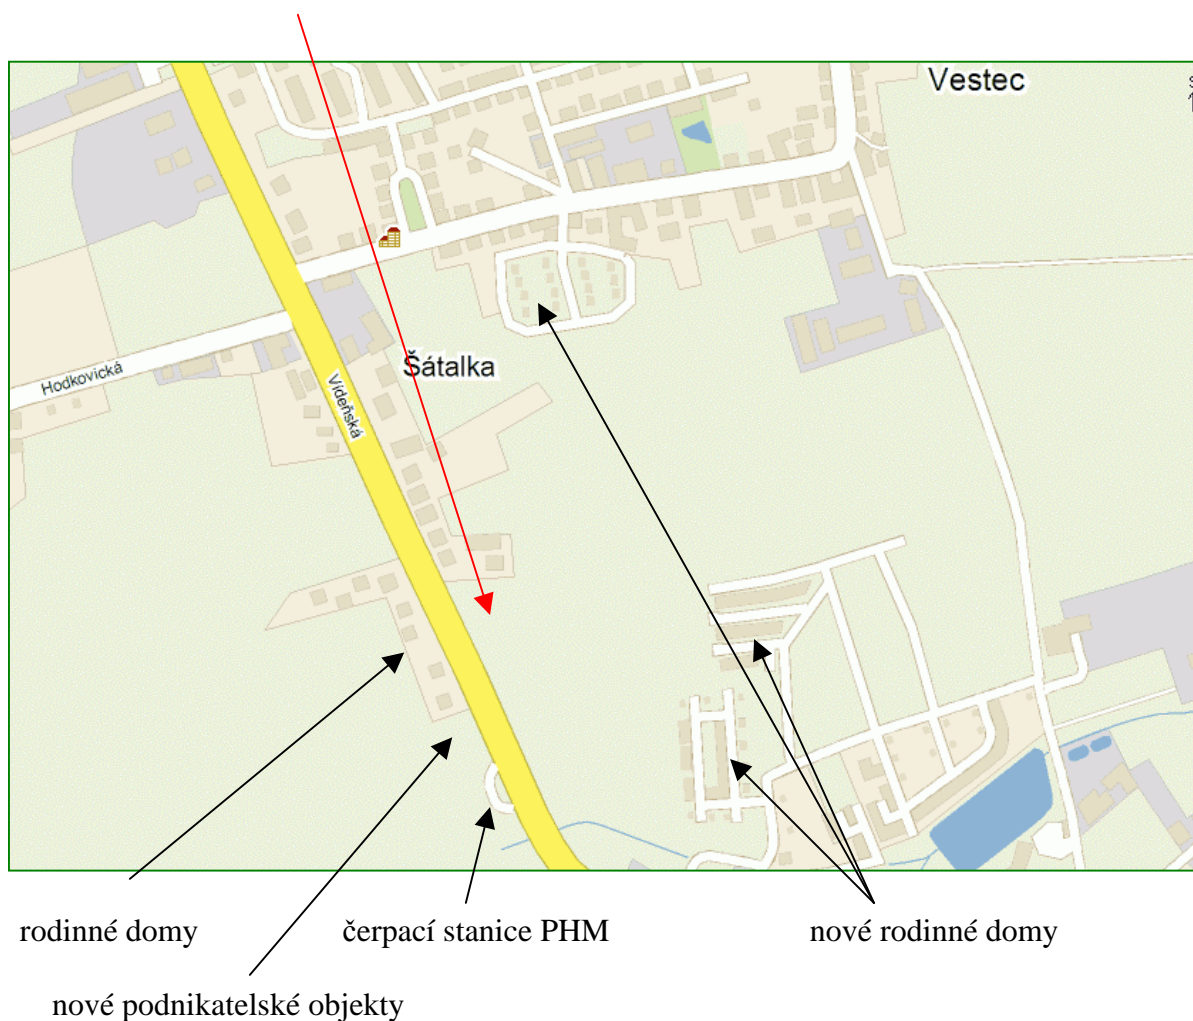 Vestec
Šátalka
Hodkovická
Vídeňská
rodinné domy
čerpací stanice PHM
nové rodinné domy
nové podnikatelské objekty